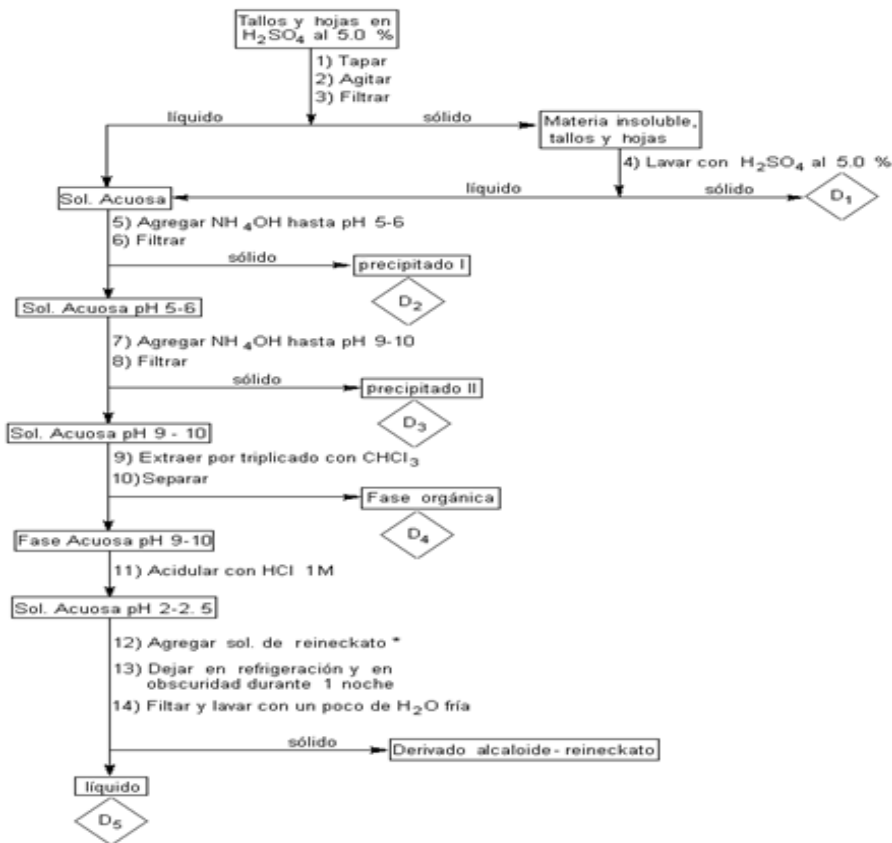 Tallos y hojas en
H₂SO₄ al 5.0 %
1) Tapar
2) Agitar
3) Filtrar
líquido
sólido
Materia insoluble,
tallos y hojas
4) Lavar con H₂SO₄ al 5.0 %
líquido
sólido
Sol. Acuosa
D₁
5) Agregar NH₄OH hasta pH 5-6
6) Filtrar
sólido
precipitado I
D₂
Sol. Acuosa pH 5-6
7) Agregar NH₄OH hasta pH 9-10
8) Filtrar
sólido
precipitado II
D₃
Sol. Acuosa pH 9 - 10
9) Extraer por triplicado con CHCl₃
10)Separar
Fase orgánica
D₄
Fase Acuosa pH 9-10
11) Acidular con HCl 1M
Sol. Acuosa pH 2-2. 5
12) Agregar sol. de reineckato *
13) Dejar en refrigeración y en
obscuridad durante 1 noche
14) Filtar y lavar con un poco de H₂O fría
sólido
Derivado alcaloide-reineckato
líquido
D₅